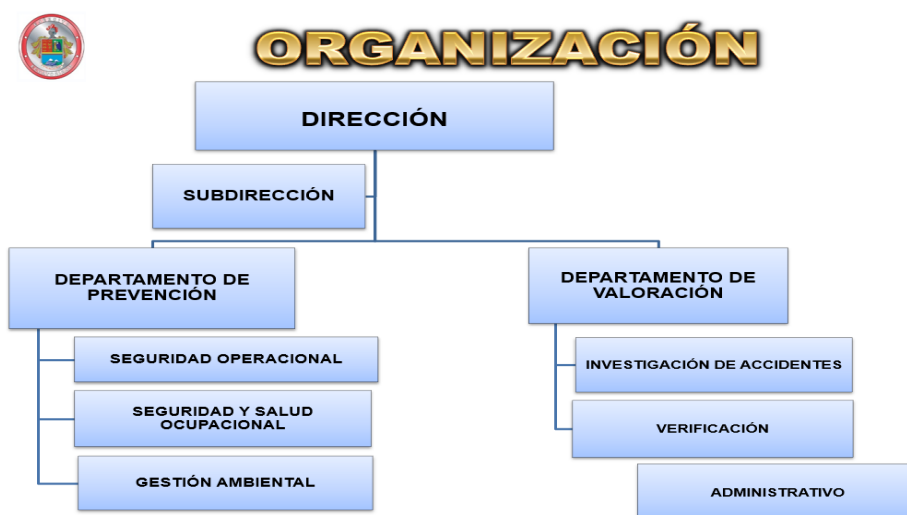 ORGANIZACIÓN
DIRECCIÓN
SUBDIRECCIÓN
DEPARTAMENTO DE
PREVENCIÓN
SEGURIDAD OPERACIONAL
SEGURIDAD Y SALUD
OCUPACIONAL
GESTIÓN AMBIENTAL
DEPARTAMENTO DE
VALORACIÓN
INVESTIGACIÓN DE ACCIDENTES
VERIFICACIÓN
ADMINISTRATIVO